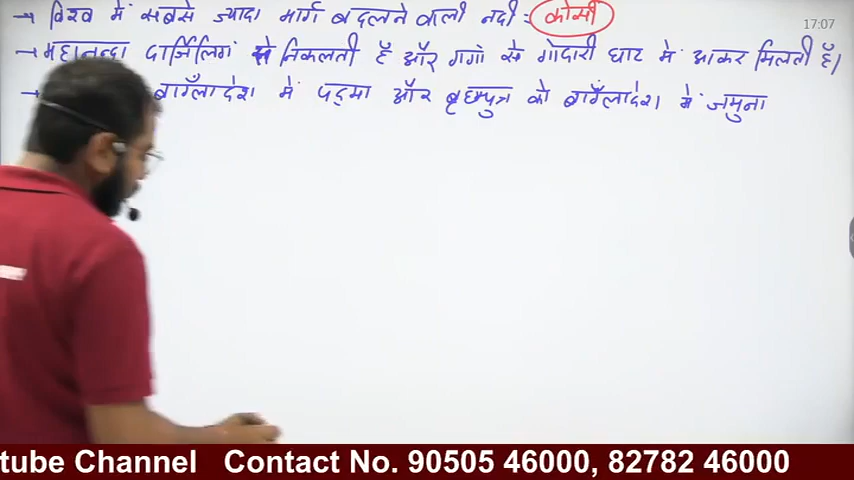 17:07
→ विश्व में सबसे ज्यादा मार्ग बदलने वाली नदी : कोसी
→ महानन्दा दार्जिलिगं से निकलती है और गगां से गोदारी घाट में आकर मिलती है।
→ बागँलादेश में पद्मा और बृह्मपुत्र को बागँलादेश में जमुना
tube Channel Contact No. 90505 46000, 82782 46000